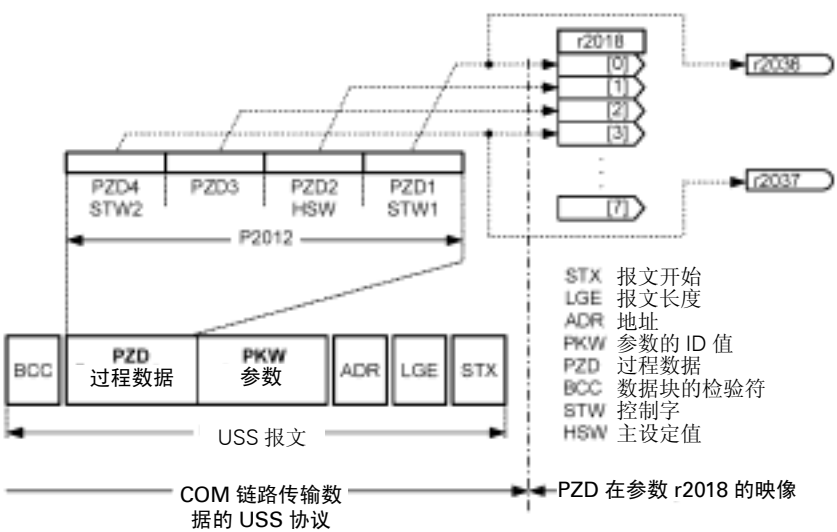 r2018
[0]
r2036
[1]
[2]
[3]
PZD4 PZD3 PZD2 PZD1
STW2 HSW STW1
r2037
[7]
P2012
STX 报文开始
LGE 报文长度
ADR 地址
PKW 参数的 ID 值
PZD 过程数据
BCC 数据块的检验符
STW 控制字
HSW 主设定值
BCC PZD 过程数据 PKW 参数 ADR LGE STX
USS 报文
COM 链路传输数
据的 USS 协议
PZD 在参数 r2018 的映像